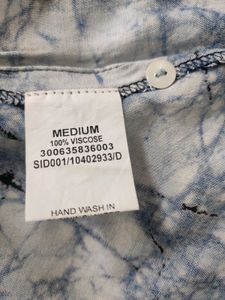 MEDIUM
100% VISCOSE
300635836003
SID001/10402933/D
HAND WASH IN